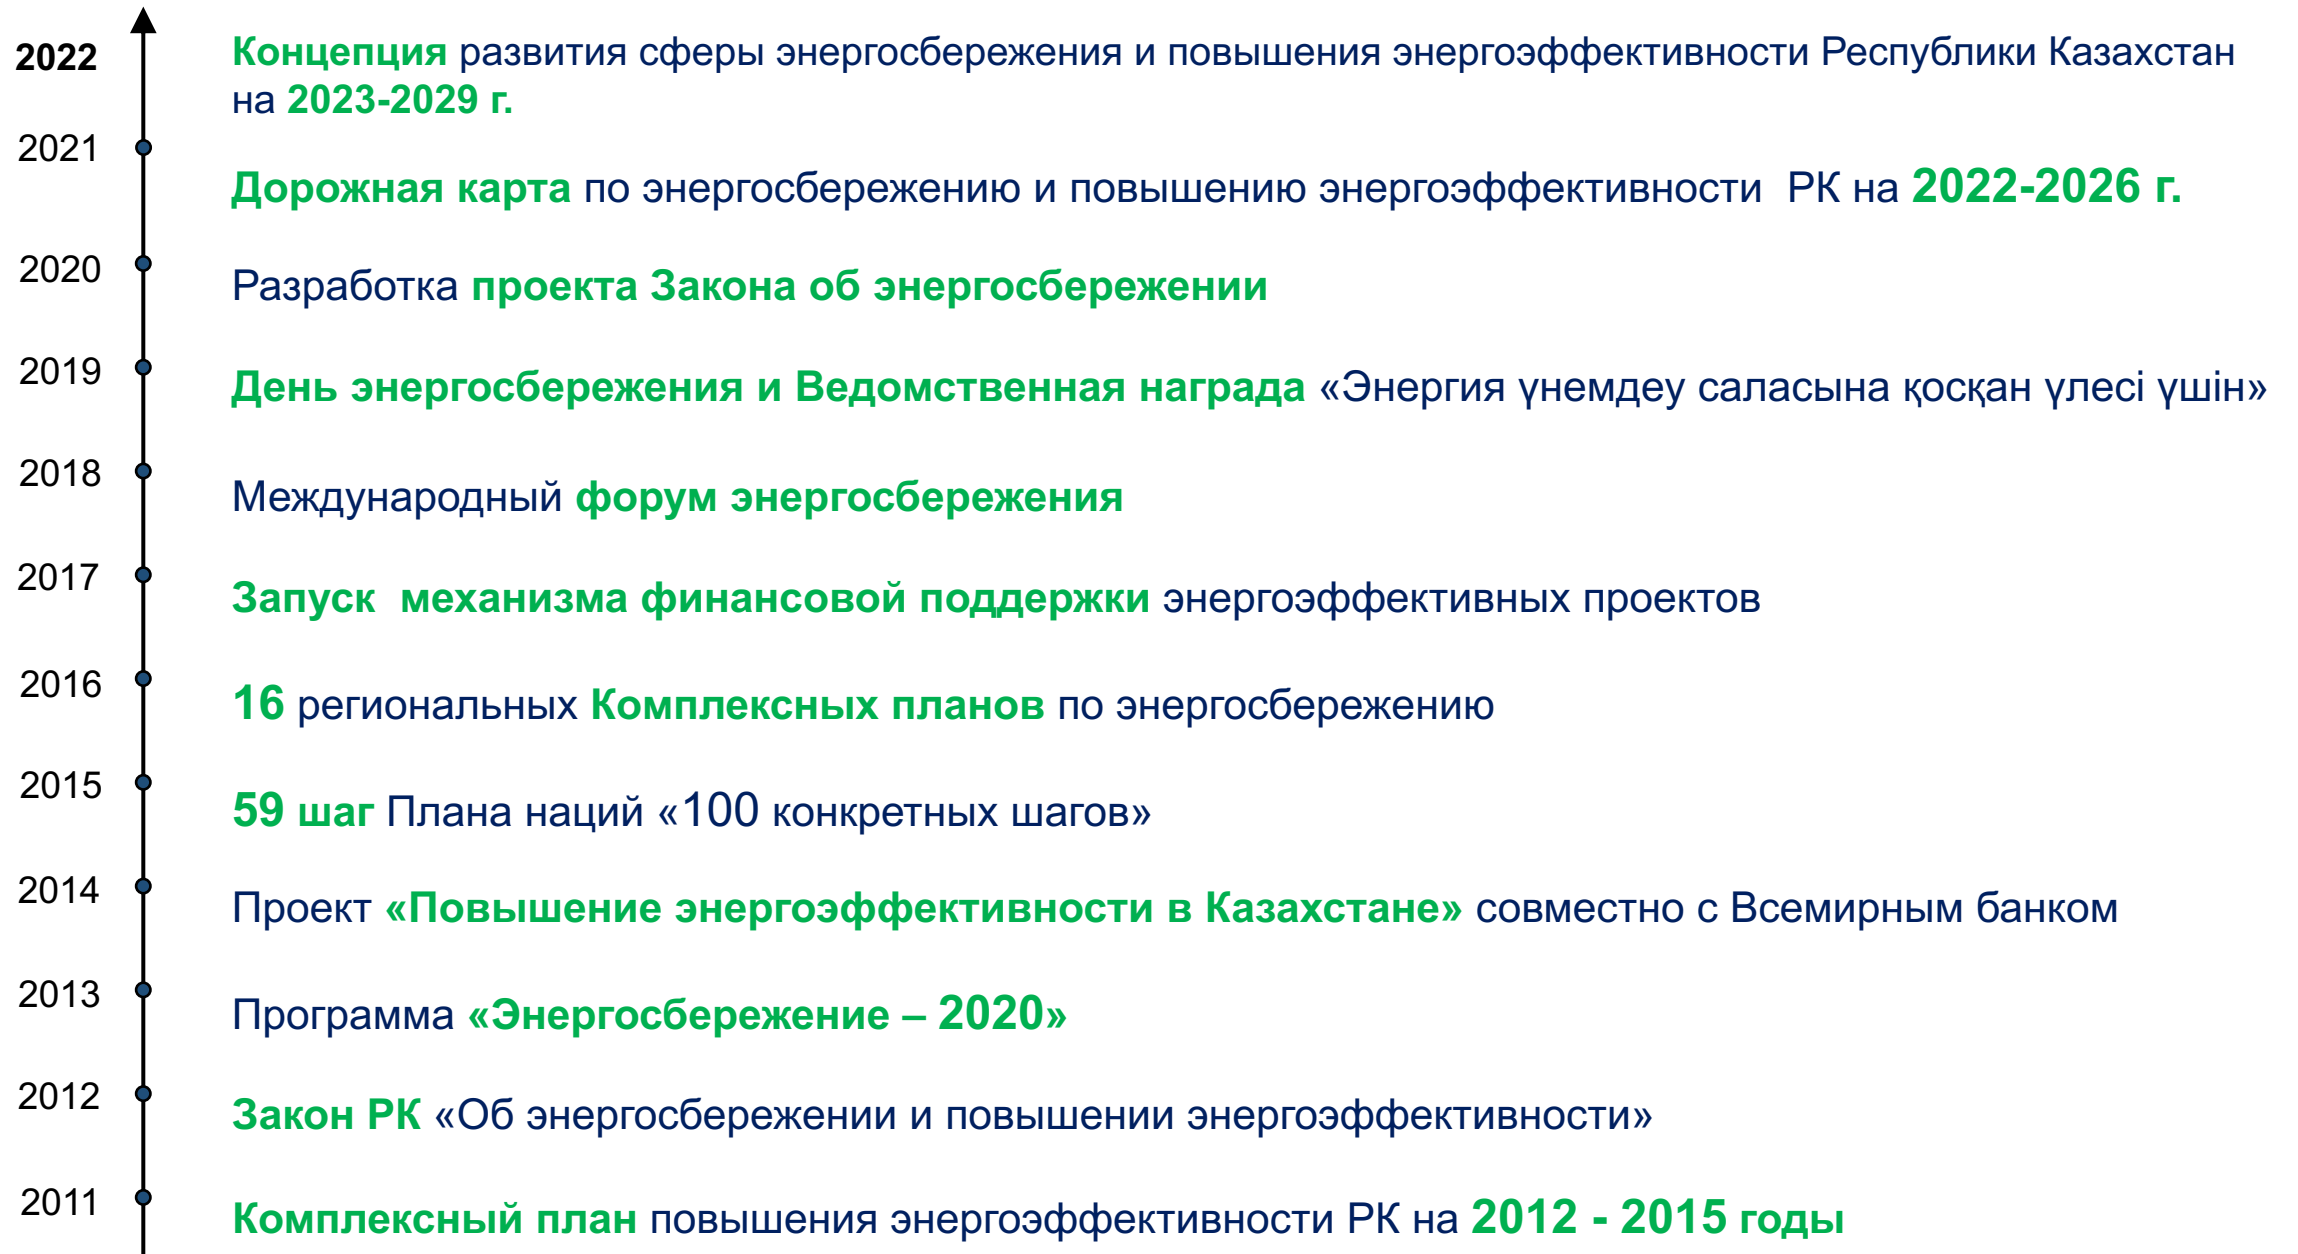 2022
Концепция развития сферы энергосбережения и повышения энергоэффективности Республики Казахстан
на 2023-2029 г.
2021
Дорожная карта по энергосбережению и повышению энергоэффективности РК на 2022-2026 г.
2020
Разработка проекта Закона об энергосбережении
2019
День энергосбережения и Ведомственная награда «Энергия үнемдеу саласына қосқан үлесі үшін»
2018
Международный форум энергосбережения
2017
Запуск механизма финансовой поддержки энергоэффективных проектов
2016
16 региональных Комплексных планов по энергосбережению
2015
59 шаг Плана наций «100 конкретных шагов»
2014
Проект «Повышение энергоэффективности в Казахстане» совместно с Всемирным банком
2013
Программа «Энергосбережение – 2020»
2012
Закон РК «Об энергосбережении и повышении энергоэффективности»
2011
Комплексный план повышения энергоэффективности РК на 2012 - 2015 годы